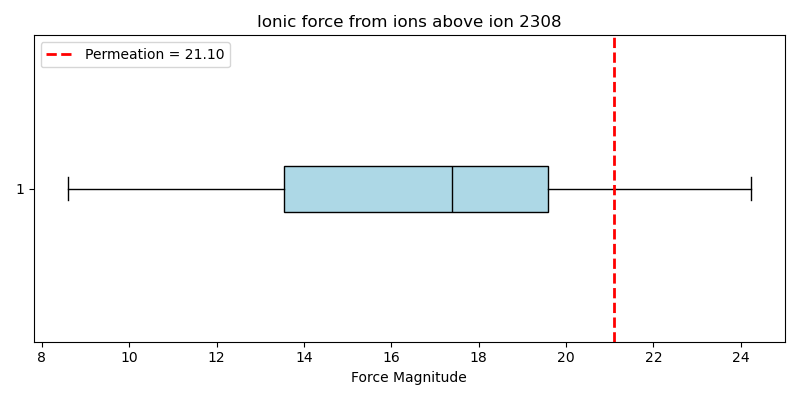 Ionic force from ions above ion 2308
Permeation = 21.10
1
8 10 12 14 16 18 20 22 24
Force Magnitude